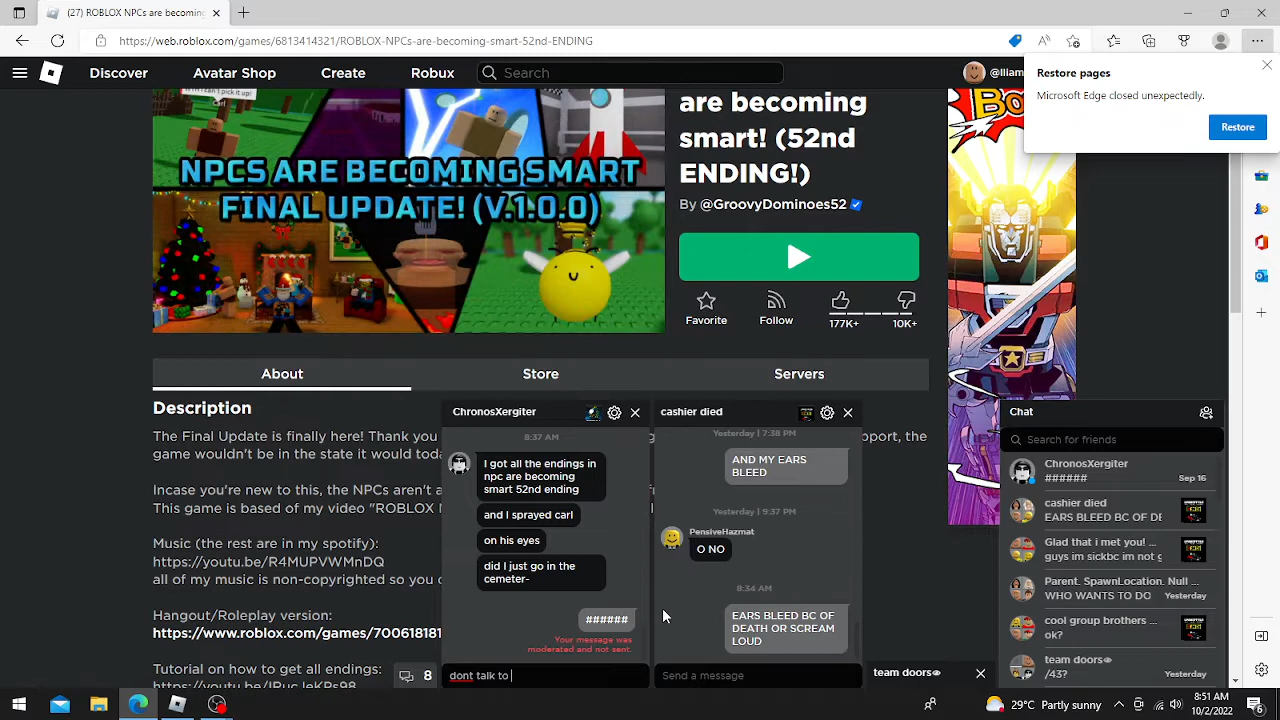 (27) ROBLOX NPCs are becoming
https://web.roblox.com/games/6813414321/ROBLOX-NPCs-are-becoming-smart-52nd-ENDING
Discover
Avatar Shop
Create
Robux
Search
Restore pages
Microsoft Edge closed unexpectedly.
Restore
Carl
NPCS ARE BECOMING SMART
FINAL UPDATE! (V.1.0.0)
are becoming
smart! (52nd
ENDING!)
By @GroovyDominoes52
Favorite
Follow
177K+
10K+
About
Store
Servers
Description
The Final Update is finally here! Thank you
port, the
game wouldn't be in the state it would toda
Incase you're new to this, the NPCs aren't a
This game is based of my video "ROBLOX
Music (the rest are in my spotify):
https://youtu.be/R4MUPVWMnDQ
all of my music is non-copyrighted so you
Hangout/Roleplay version:
https://www.roblox.com/games/7006181
Tutorial on how to get all endings:
ChronosXergiter
8:37 AM
I got all the endings in
npc are becoming
smart 52nd ending
and I sprayed carl
on his eyes
did I just go in the
cemeter-
######
Your message was
moderated and not sent.
dont talk to
8
cashier died
Yesterday | 7:38 PM
AND MY EARS
BLEED
Yesterday | 9:37 PM
PensiveHazmat
O NO
8:34 AM
EARS BLEED BC OF
DEATH OR SCREAM
LOUD
Send a message
team doors👁
Chat
Search for friends
ChronosXergiter
######
Sep 16
cashier died
EARS BLEED BC OF DE
Glad that i met you! ...
guys im sickbc im not g
Parent. SpawnLocation. Null ...
WHO WANTS TO DO
Yesterday
cool group brothers ...
ok?
team doors👁
/43?
Yesterday
29°C Partly sunny
8:51 AM
10/2/2022
6